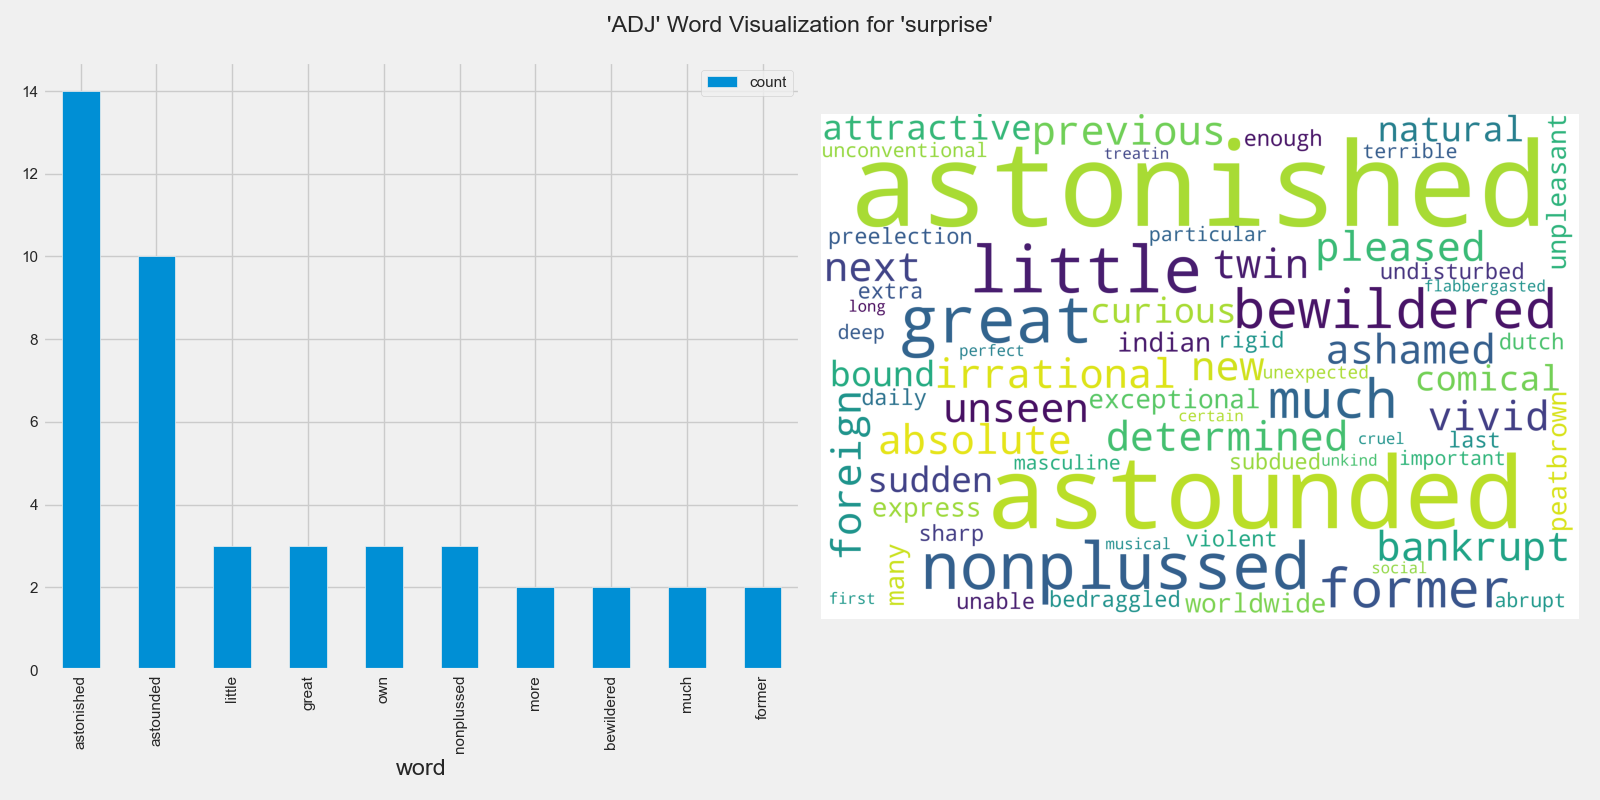 'ADJ' Word Visualization for 'surprise'
count
14
12
10
8
6
4
2
0
astonished
astounded
little
great
own
nonplussed
more
bewildered
much
former
word
attractive
previous
enough
natural
unconventional
treatin
terrible
unpleasant
astonished
preelection
particular
pleased
next
little
twin
undisturbed
extra
flabbergasted
long
great
curious
bewildered
deep
indian
rigid
ashamed
dutch
perfect
bound
irrational
new
unexpected
comical
daily
unseen
exceptional
much
vivid
certain
foreign
absolute
determined
cruel
last
peatbrown
masculine
subdued
unkind
important
sudden
astounded
express
sharp
musical
violent
bankrupt
many
nonplussed
social
former
first
unable
bedraggled
worldwide
abrupt